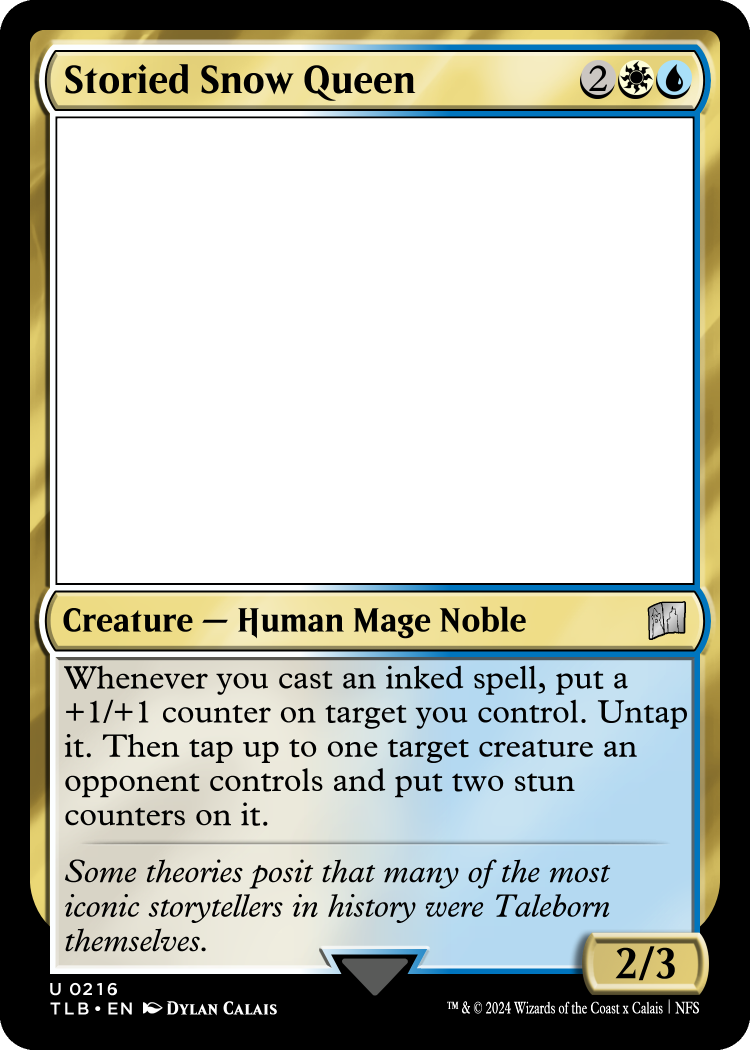 Storied Snow Queen 2
Creature — Human Mage Noble
Whenever you cast an inked spell, put a
+1/+1 counter on target you control. Untap
it. Then tap up to one target creature an
opponent controls and put two stun
counters on it.
Some theories posit that many of the most
iconic storytellers in history were Taleborn
themselves.
2/3
U 0216
TLB • EN DYLAN CALAIS
™ & © 2024 Wizards of the Coast x Calais | NFS